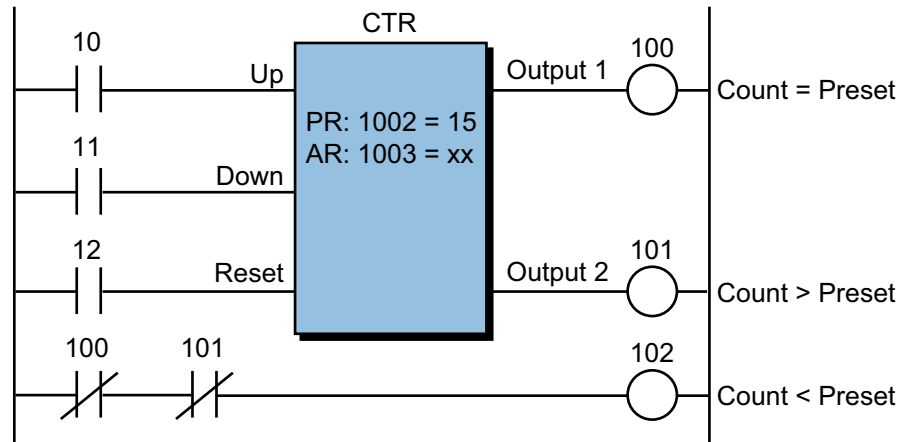 CTR
10
Up
Output 1
100
Count = Preset
PR: 1002 = 15
AR: 1003 = xx
11
Down
12
Reset
Output 2
101
Count > Preset
100
101
102
Count < Preset